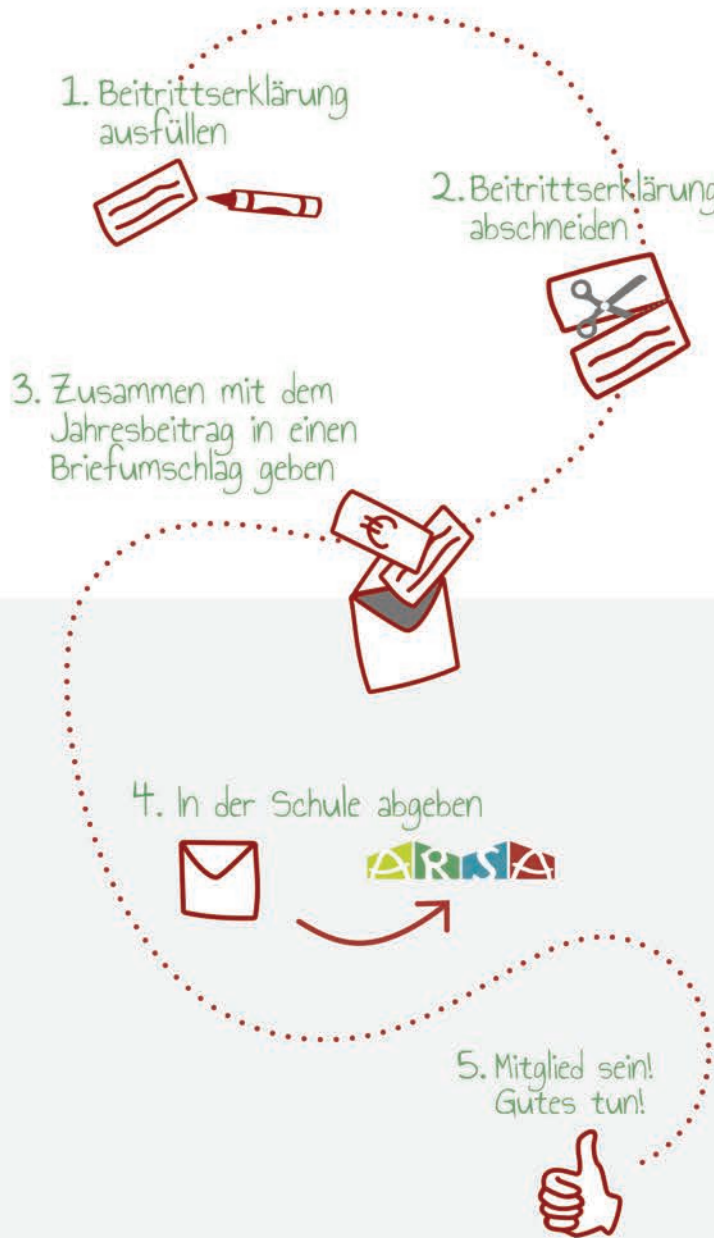 1. Beitrittserklärung
ausfüllen
2. Beitrittserklärung
abschneiden
3. Zusammen mit dem
Jahresbeitrag in einen
Briefumschlag geben
€
4. In der Schule abgeben
ARSA
5. Mitglied sein!
Gutes tun!